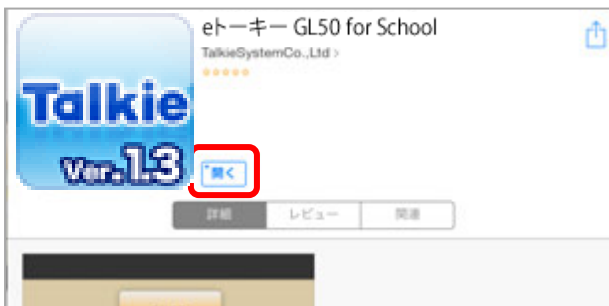 eトーキー GL50 for School
TalkieSystemCo.,Ltd >
Talkie
Ver.1.3
開く
詳細 レビュー 関連